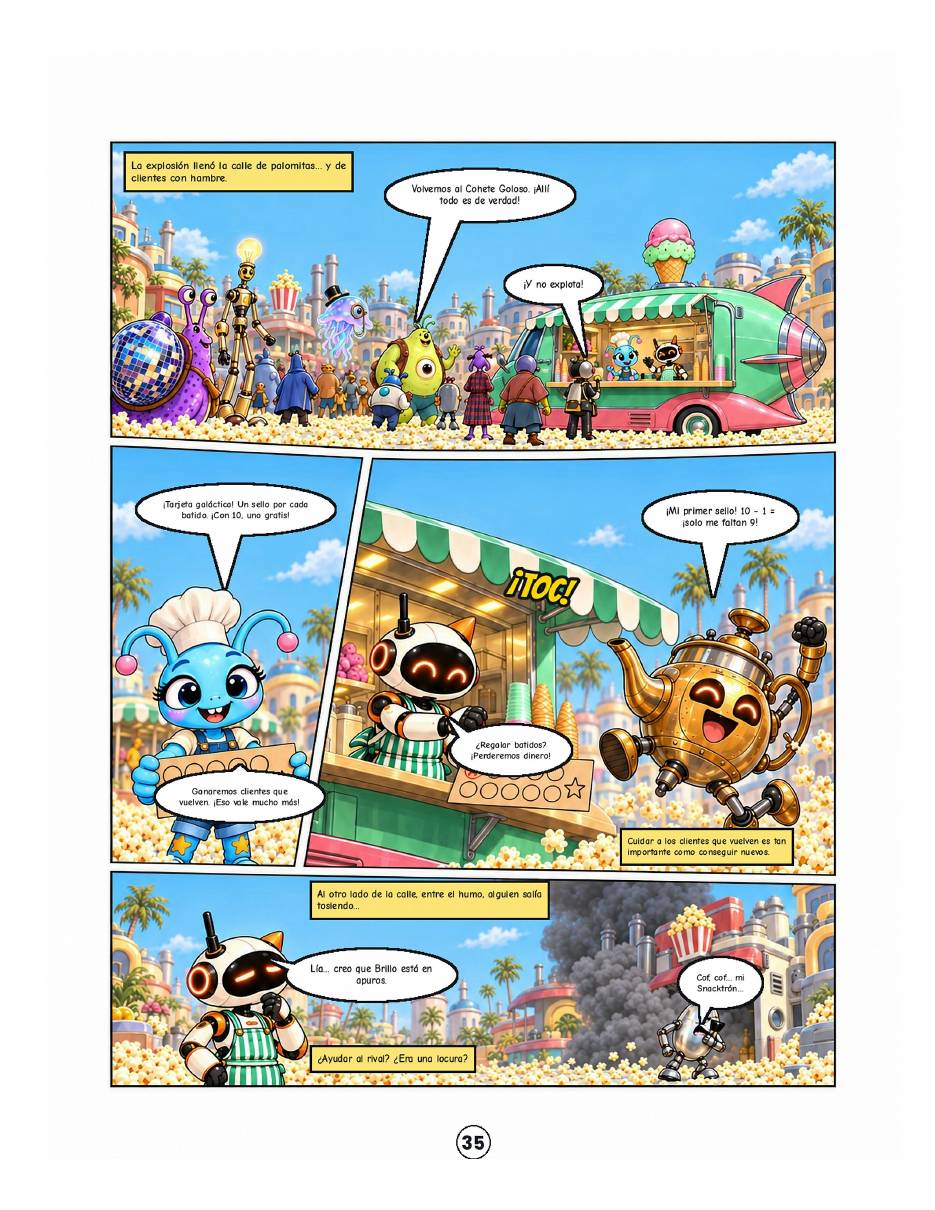 La explosión llenó la calle de palomitas... y de
clientes con hambre.
Volvemos al Cohete Goloso. ¡Allí
todo es de verdad!
¡Y no explota!
¡Tarjeta galáctica! Un sello por cada
batido. ¡Con 10, uno gratis!
Ganaremos clientes que
vuelven. ¡Eso vale mucho más!
¡TOC!
¿Regalar batidos?
¡Perderemos dinero!
¡Mi primer sello! 10 – 1 =
¡solo me faltan 9!
Cuidar a los clientes que vuelven es tan
importante como conseguir nuevos.
Al otro lado de la calle, entre el humo, alguien salía
tosiendo...
Lía... creo que Brillo está en
apuros.
Cof, cof... mi
Snacktrón...
¿Ayudar al rival? ¿Era una locura?
35